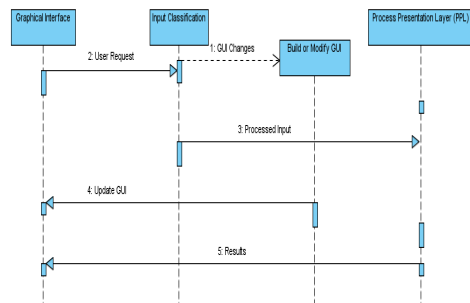 Graphical Interface
Input Classification
Process Presentation Layer (PPL)
1: GUI Changes
Build or Modify GUI
2: User Request
3: Processed Input
4: Update GUI
5: Results